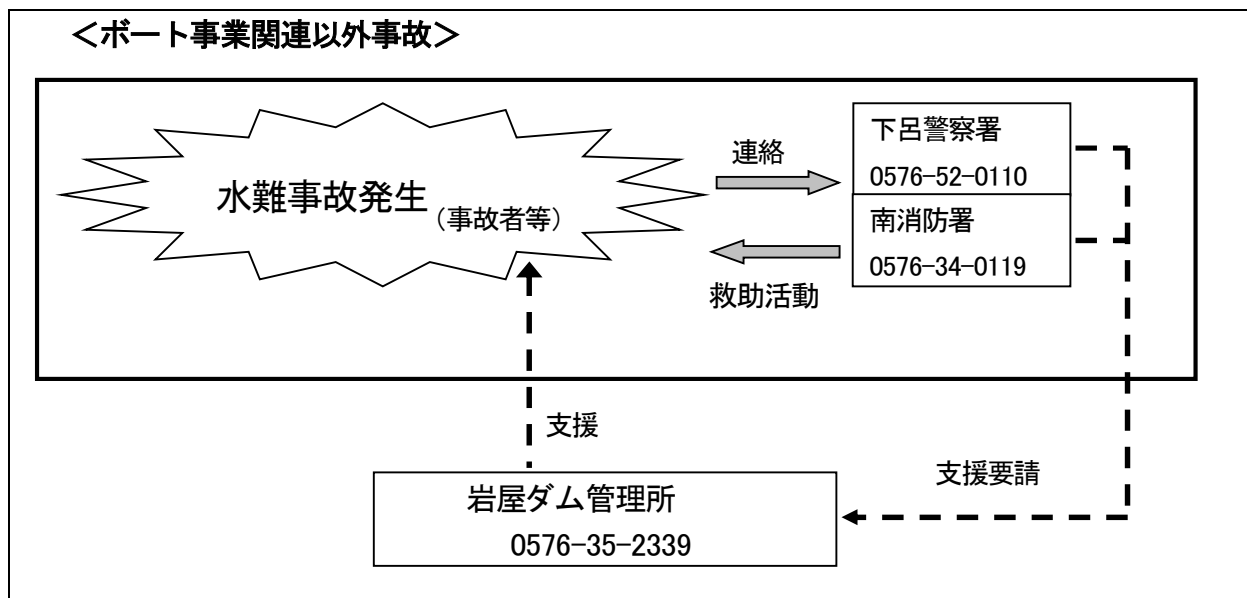 ＜ボート事業関連以外事故＞
水難事故発生（事故者等）
連絡
救助活動
下呂警察署
0576-52-0110
南消防署
0576-34-0119
支援
支援要請
岩屋ダム管理所
0576-35-2339